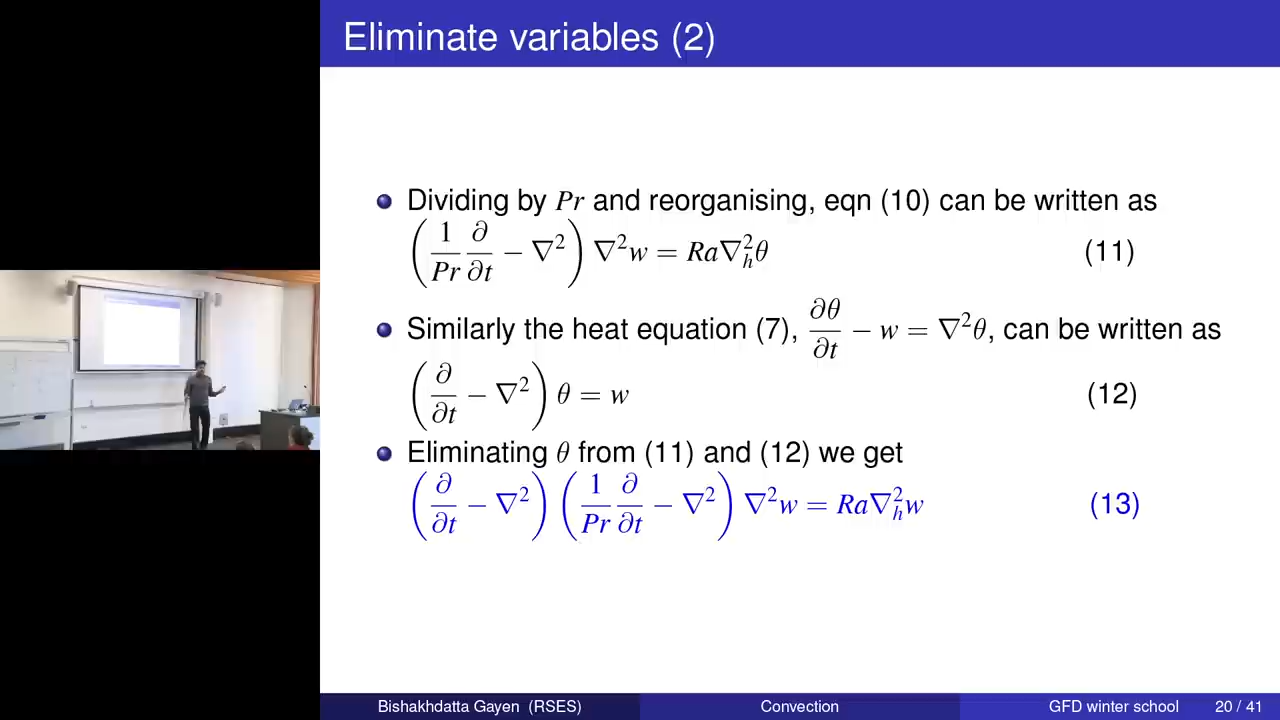 Eliminate variables (2)
Dividing by Pr and reorganising, eqn (10) can be written as
(1/Pr ∂/∂t − ∇²) ∇²w = Ra∇²ₕθ (11)
Similarly the heat equation (7), ∂θ/∂t − w = ∇²θ, can be written as
(∂/∂t − ∇²) θ = w (12)
Eliminating θ from (11) and (12) we get
(∂/∂t − ∇²) (1/Pr ∂/∂t − ∇²) ∇²w = Ra∇²ₕw (13)
Bishakhdatta Gayen (RSES) Convection GFD winter school 20 / 41